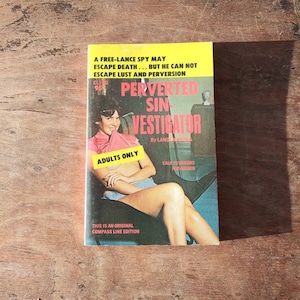 A FREE-LANCE SPY MAY
ESCAPE DEATH . . . BUT HE CAN NOT
ESCAPE LUST AND PERVERSION
PERVERTED
SIN-
VESTIGATOR
By
ADULTS ONLY
THIS IS AN ORIGINAL
COMPASS LINE EDITION